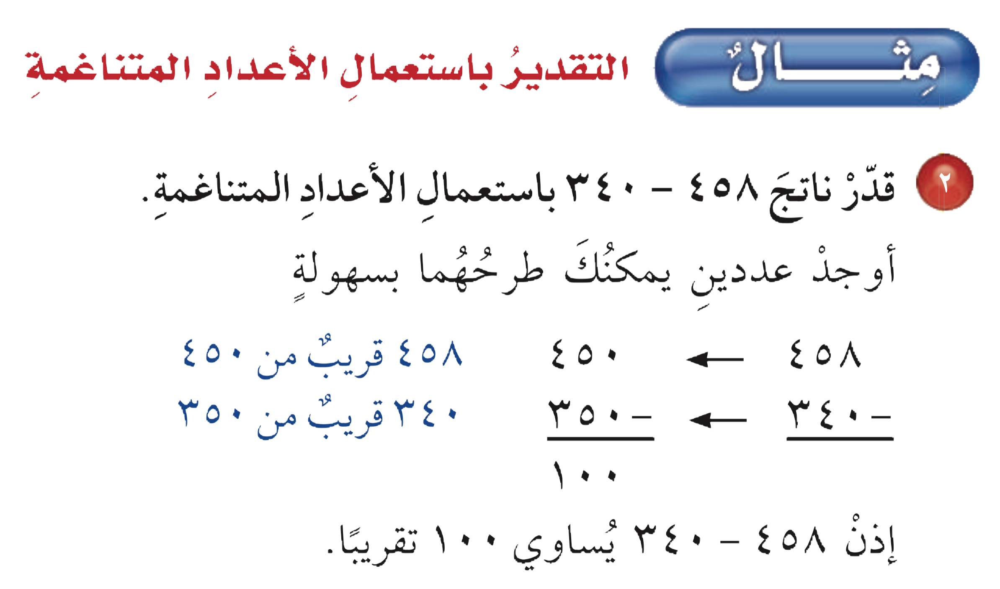 مِثـــالٌ التقديرُ باستعمالِ الأعدادِ المتناغمةِ
٢ قدّرْ ناتجَ ٤٥٨ – ٣٤٠ باستعمالِ الأعدادِ المتناغمةِ.
أوجدْ عددينِ يمكنُكَ طرحُهُما بسهولةٍ
٤٥٨ ← ٤٥٠ ٤٥٨ قريبٌ من ٤٥٠
– ٣٤٠ ← – ٣٥٠ ٣٤٠ قريبٌ من ٣٥٠
١٠٠
إذنْ ٤٥٨ – ٣٤٠ يُساوي ١٠٠ تقريبًا.